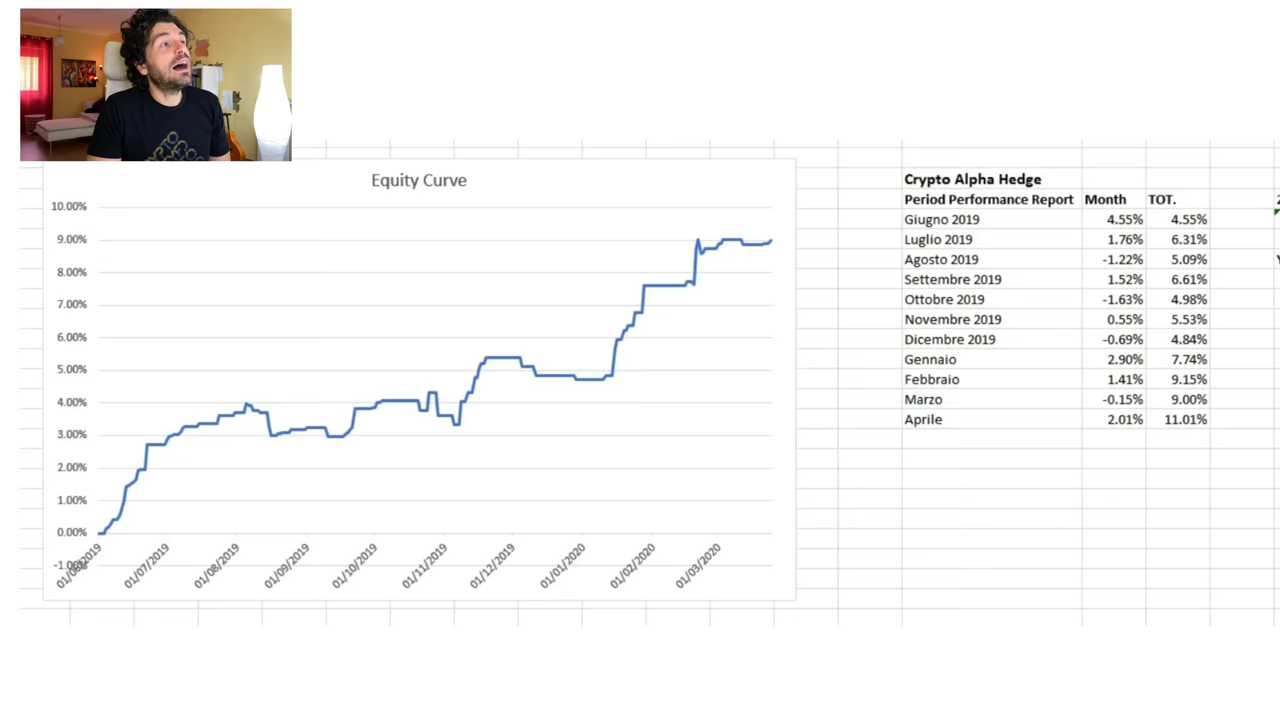 Equity Curve
10.00%
9.00%
8.00%
7.00%
6.00%
5.00%
4.00%
3.00%
2.00%
1.00%
0.00%
01/07/2019
01/08/2019
01/09/2019
01/10/2019
01/11/2019
01/12/2019
01/01/2020
01/02/2020
01/03/2020
Crypto Alpha Hedge
Period Performance Report Month TOT.
Giugno 2019 4.55% 4.55%
Luglio 2019 1.76% 6.31%
Agosto 2019 -1.22% 5.09%
Settembre 2019 1.52% 6.61%
Ottobre 2019 -1.63% 4.98%
Novembre 2019 0.55% 5.53%
Dicembre 2019 -0.69% 4.84%
Gennaio 2.90% 7.74%
Febbraio 1.41% 9.15%
Marzo -0.15% 9.00%
Aprile 2.01% 11.01%